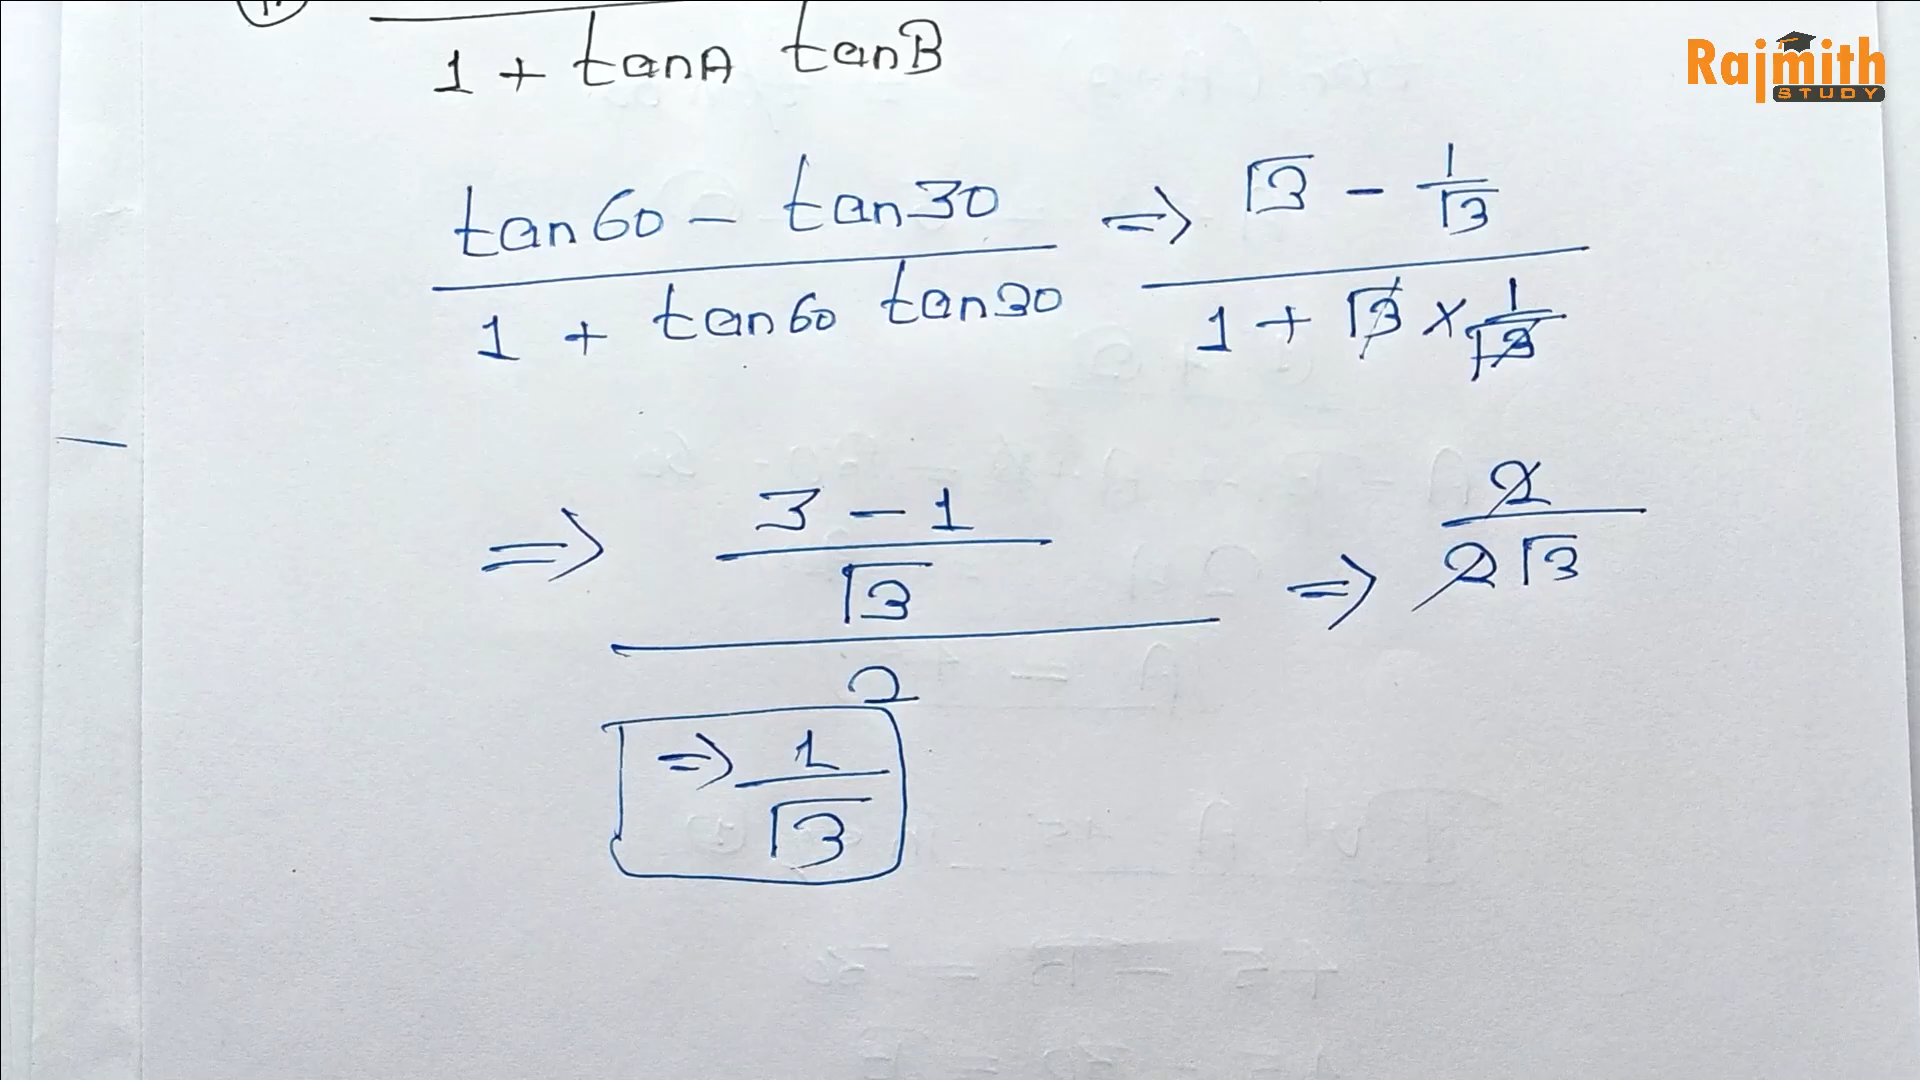 Rajmith
STUDY
1 + tanA tanB
tan60 - tan30 / 1 + tan60 tan30 ⇒ √3 - 1/√3 / 1 + √3 × 1/√3
⇒ 3 - 1 / √3 / 2 ⇒ 2 / 2√3
⇒ 1 / √3